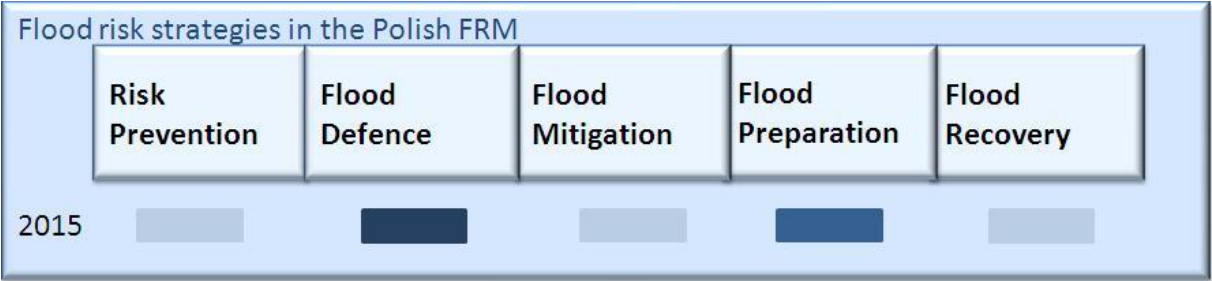 Flood risk strategies in the Polish FRM
Risk
Prevention
Flood
Defence
Flood
Mitigation
Flood
Preparation
Flood
Recovery
2015